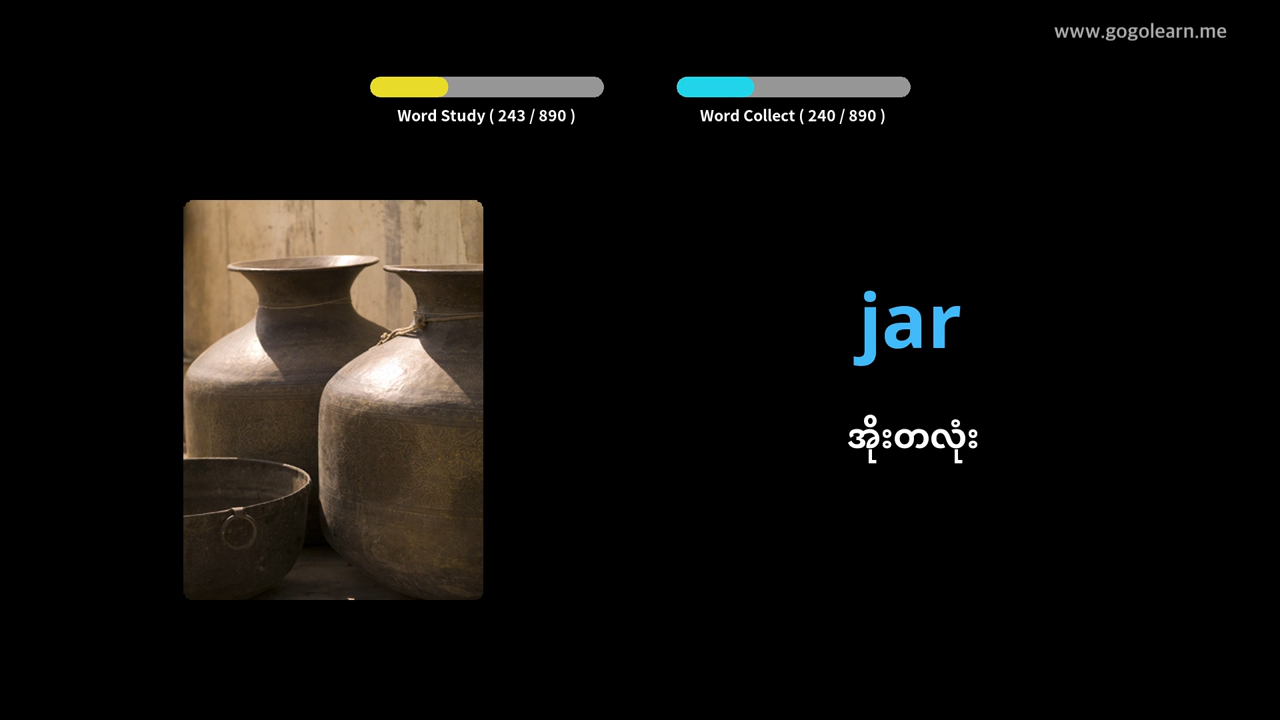 www.gogolearn.me
Word Study ( 243 / 890 )
Word Collect ( 240 / 890 )
jar
အိုးတလုံး